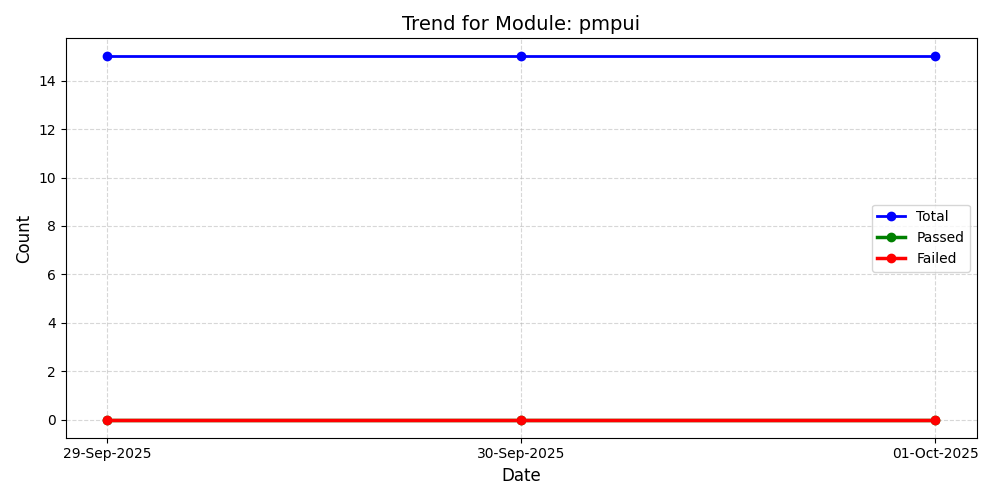 Trend for Module: pmpui
Count
14
12
10
8
6
4
2
0
Total
Passed
Failed
29-Sep-2025
30-Sep-2025
01-Oct-2025
Date